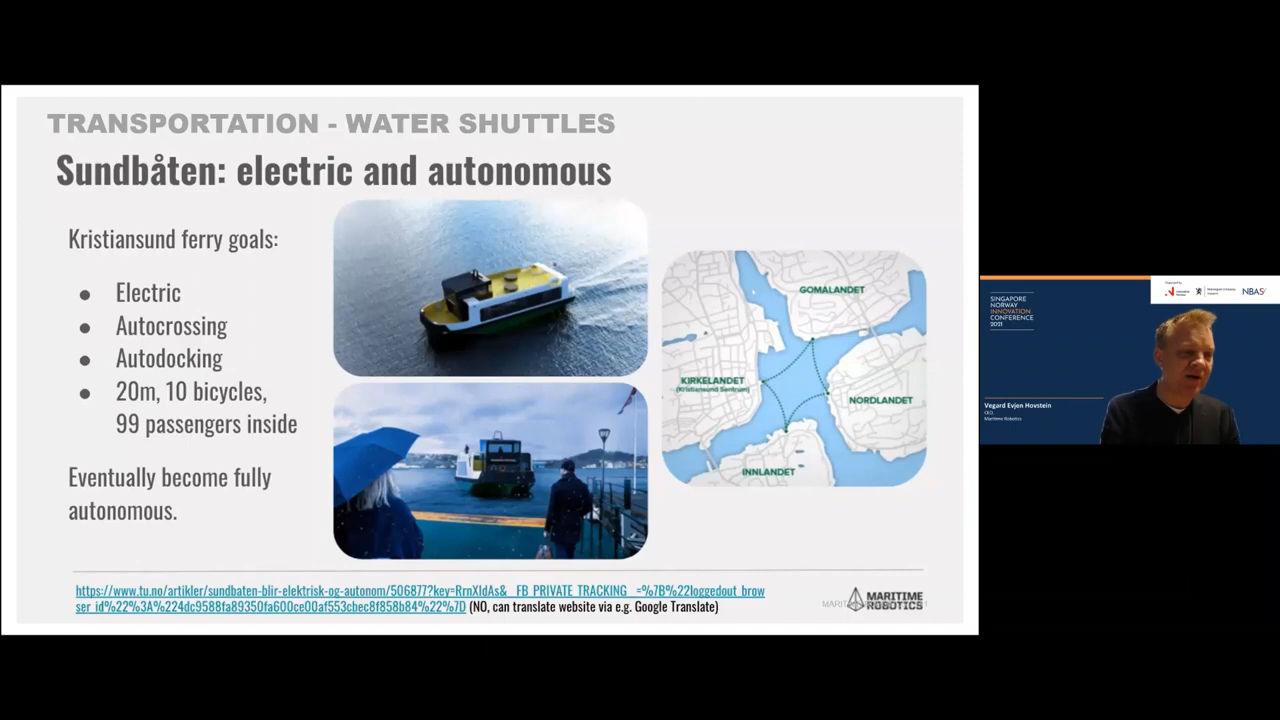 TRANSPORTATION - WATER SHUTTLES
Sundbåten: electric and autonomous
Kristiansund ferry goals:
● Electric
● Autocrossing
● Autodocking
● 20m, 10 bicycles,
99 passengers inside
Eventually become fully
autonomous.
GOMALANDET
KIRKELANDET
(Kristiansund Sentrum)
NORDLANDET
INNLANDET
https://www.tu.no/artikler/sundbaten-blir-elektrisk-og-autonom/506877?key=RrnXIdAs&__FB_PRIVATE_TRACKING__=%7B%22loggedout_brow
ser_id%22%3A%224dc9588fa89350fa600ce00af553cbec8f858b84%22%7D (NO, can translate website via e.g. Google Translate)
MARITIME
ROBOTICS
SINGAPORE
NORWAY
INNOVATION
CONFERENCE
2021
NBAS
Vegard Evjen Hovstein
CEO,
Maritime Robotics